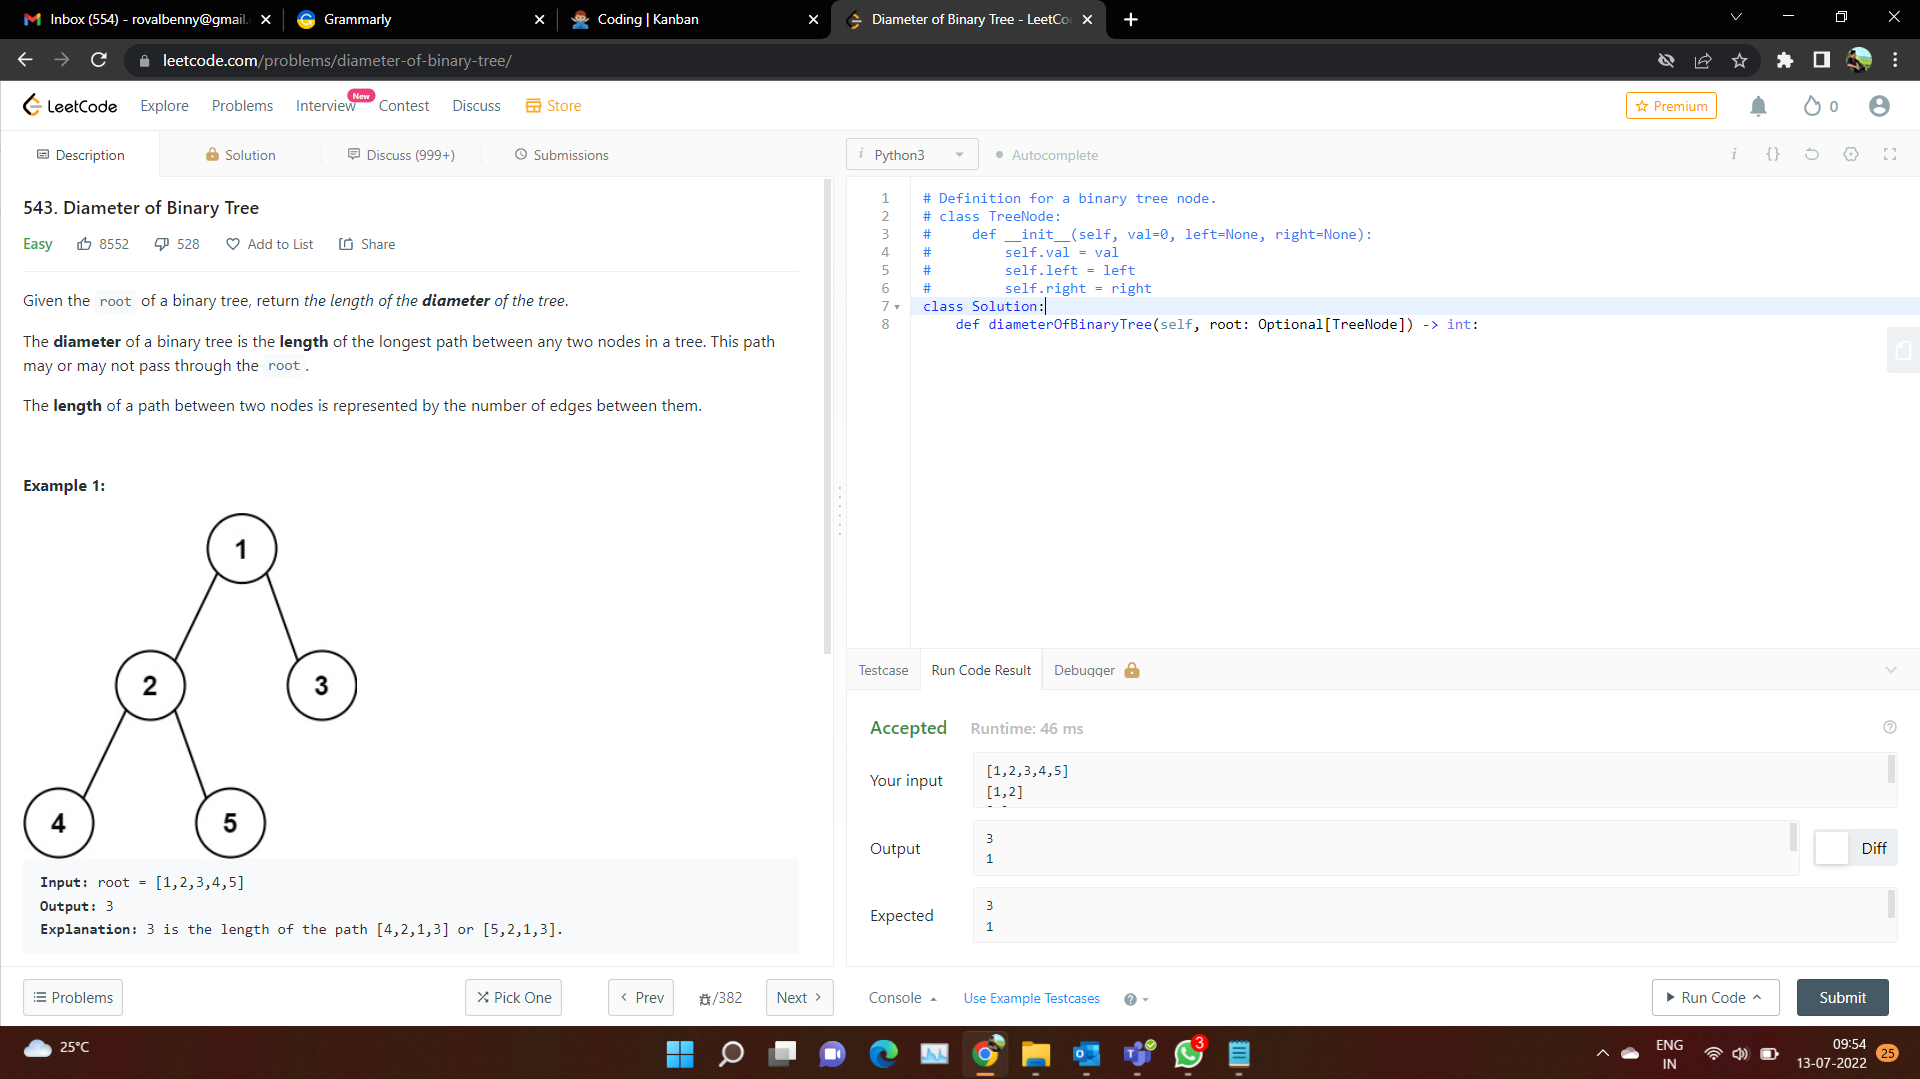 Inbox (554) - rovalbenny@gmail.
Grammarly
Coding | Kanban
Diameter of Binary Tree - LeetCo
leetcode.com/problems/diameter-of-binary-tree/
LeetCode Explore Problems Interview New Contest Discuss Store
Premium 0
Description Solution Discuss (999+) Submissions
i Python3 Autocomplete i {}
543. Diameter of Binary Tree
Easy 8552 528 Add to List Share
Given the root of a binary tree, return the length of the diameter of the tree.
The diameter of a binary tree is the length of the longest path between any two nodes in a tree. This path
may or may not pass through the root .
The length of a path between two nodes is represented by the number of edges between them.
Example 1:
1
2 3
4 5
Input: root = [1,2,3,4,5]
Output: 3
Explanation: 3 is the length of the path [4,2,1,3] or [5,2,1,3].
Problems Pick One Prev /382 Next
1 # Definition for a binary tree node.
2 # class TreeNode:
3 #     def __init__(self, val=0, left=None, right=None):
4 #         self.val = val
5 #         self.left = left
6 #         self.right = right
7 class Solution:
8     def diameterOfBinaryTree(self, root: Optional[TreeNode]) -> int:
Testcase Run Code Result Debugger
Accepted Runtime: 46 ms
Your input
[1,2,3,4,5]
[1,2]
Output
3
1
Diff
Expected
3
1
Console Use Example Testcases Run Code Submit
25°C
3
ENG
IN
09:54
13-07-2022
25